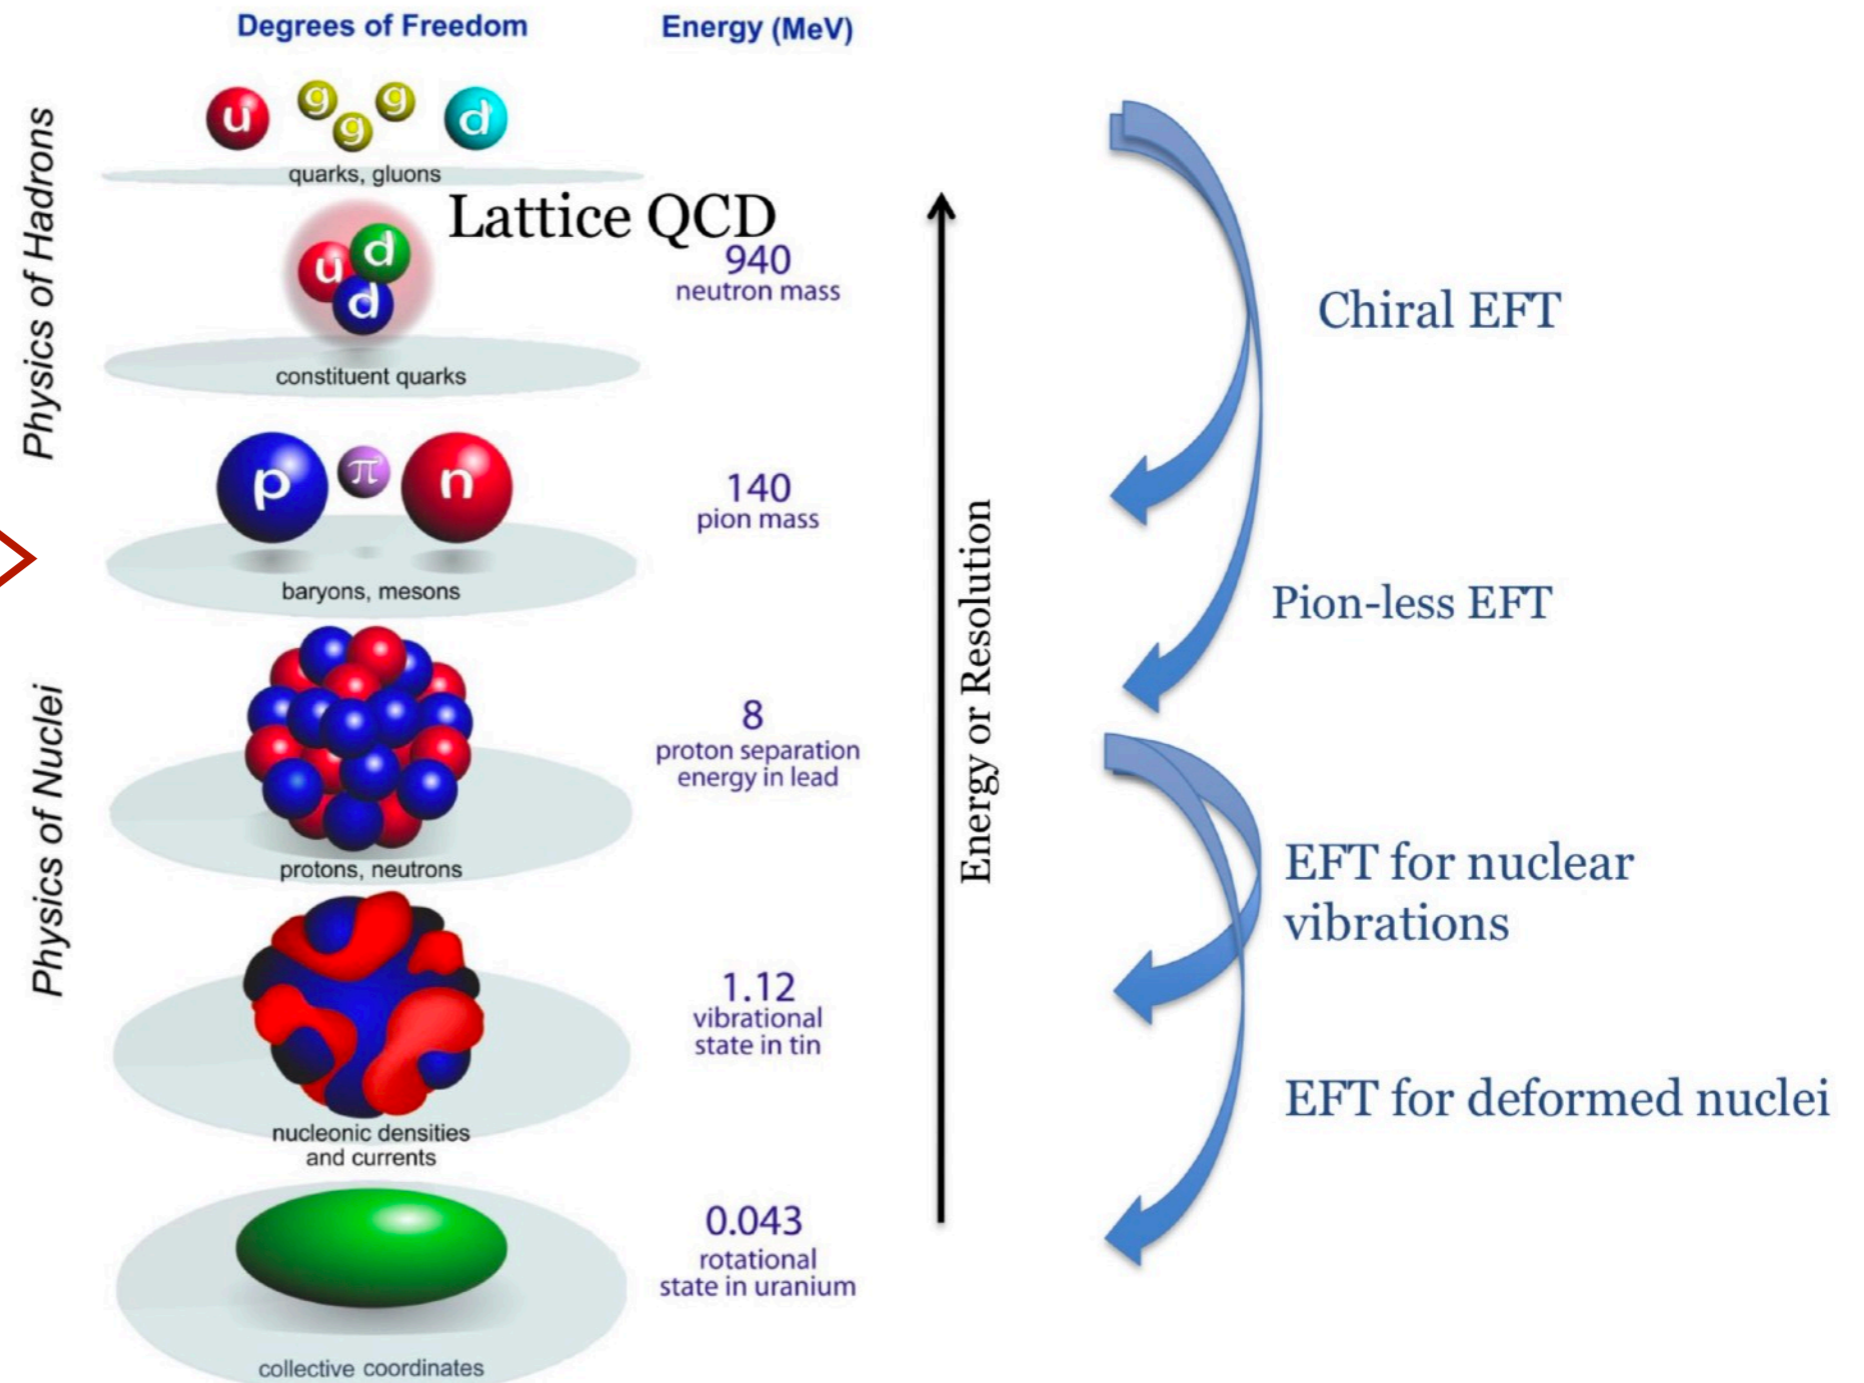 Degrees of Freedom
Energy (MeV)
Physics of Hadrons
u
g
g
g
d
quarks, gluons
Lattice QCD
u
d
d
940
neutron mass
constituent quarks
p
π
n
140
pion mass
baryons, mesons
Physics of Nuclei
8
proton separation
energy in lead
protons, neutrons
1.12
vibrational
state in tin
nucleonic densities
and currents
0.043
rotational
state in uranium
collective coordinates
Energy or Resolution
Chiral EFT
Pion-less EFT
EFT for nuclear
vibrations
EFT for deformed nuclei